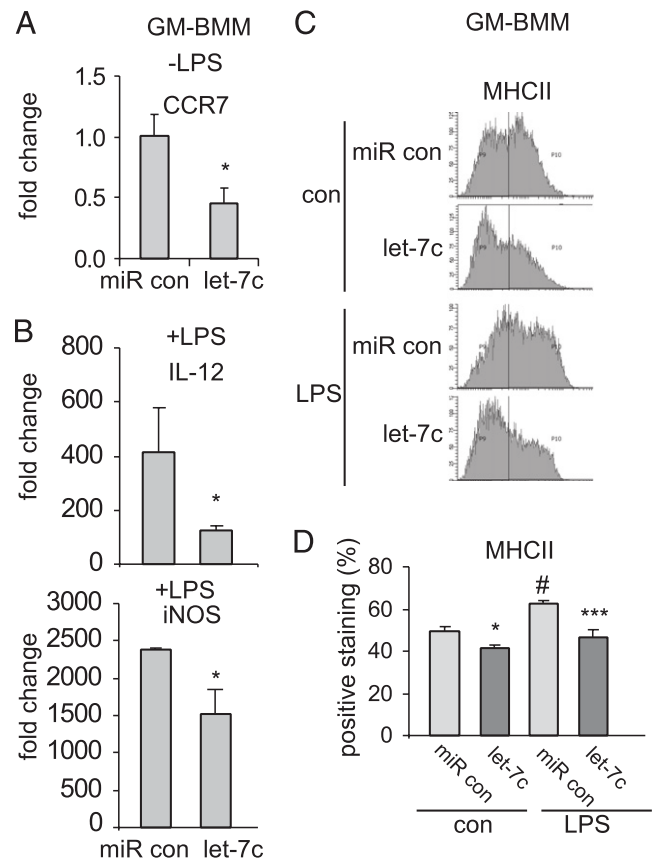 A
GM-BMM
-LPS
CCR7
fold change
1.5
1.0
0.5
0.0
*
miR con let-7c
B
+LPS
IL-12
fold change
800
600
400
200
0
*
+LPS
iNOS
fold change
3000
2500
2000
1500
1000
500
0
*
miR con let-7c
C
GM-BMM
MHCII
con
miR con
P9 P10
let-7c
P9 P10
LPS
miR con
let-7c
P9 P10
D
MHCII
positive staining (%)
80
60
40
20
0
*
#
***
miR con
let-7c
miR con
let-7c
con
LPS